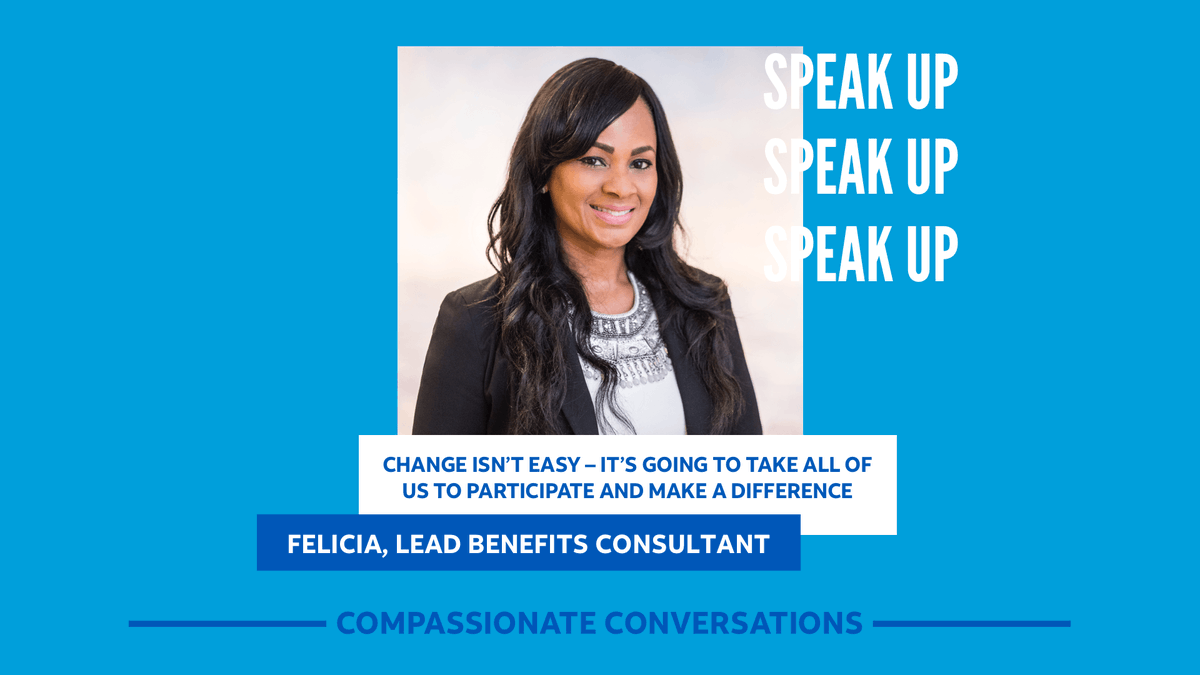 SPEAK UP
SPEAK UP
SPEAK UP
CHANGE ISN’T EASY – IT’S GOING TO TAKE ALL OF
US TO PARTICIPATE AND MAKE A DIFFERENCE
FELICIA, LEAD BENEFITS CONSULTANT
COMPASSIONATE CONVERSATIONS